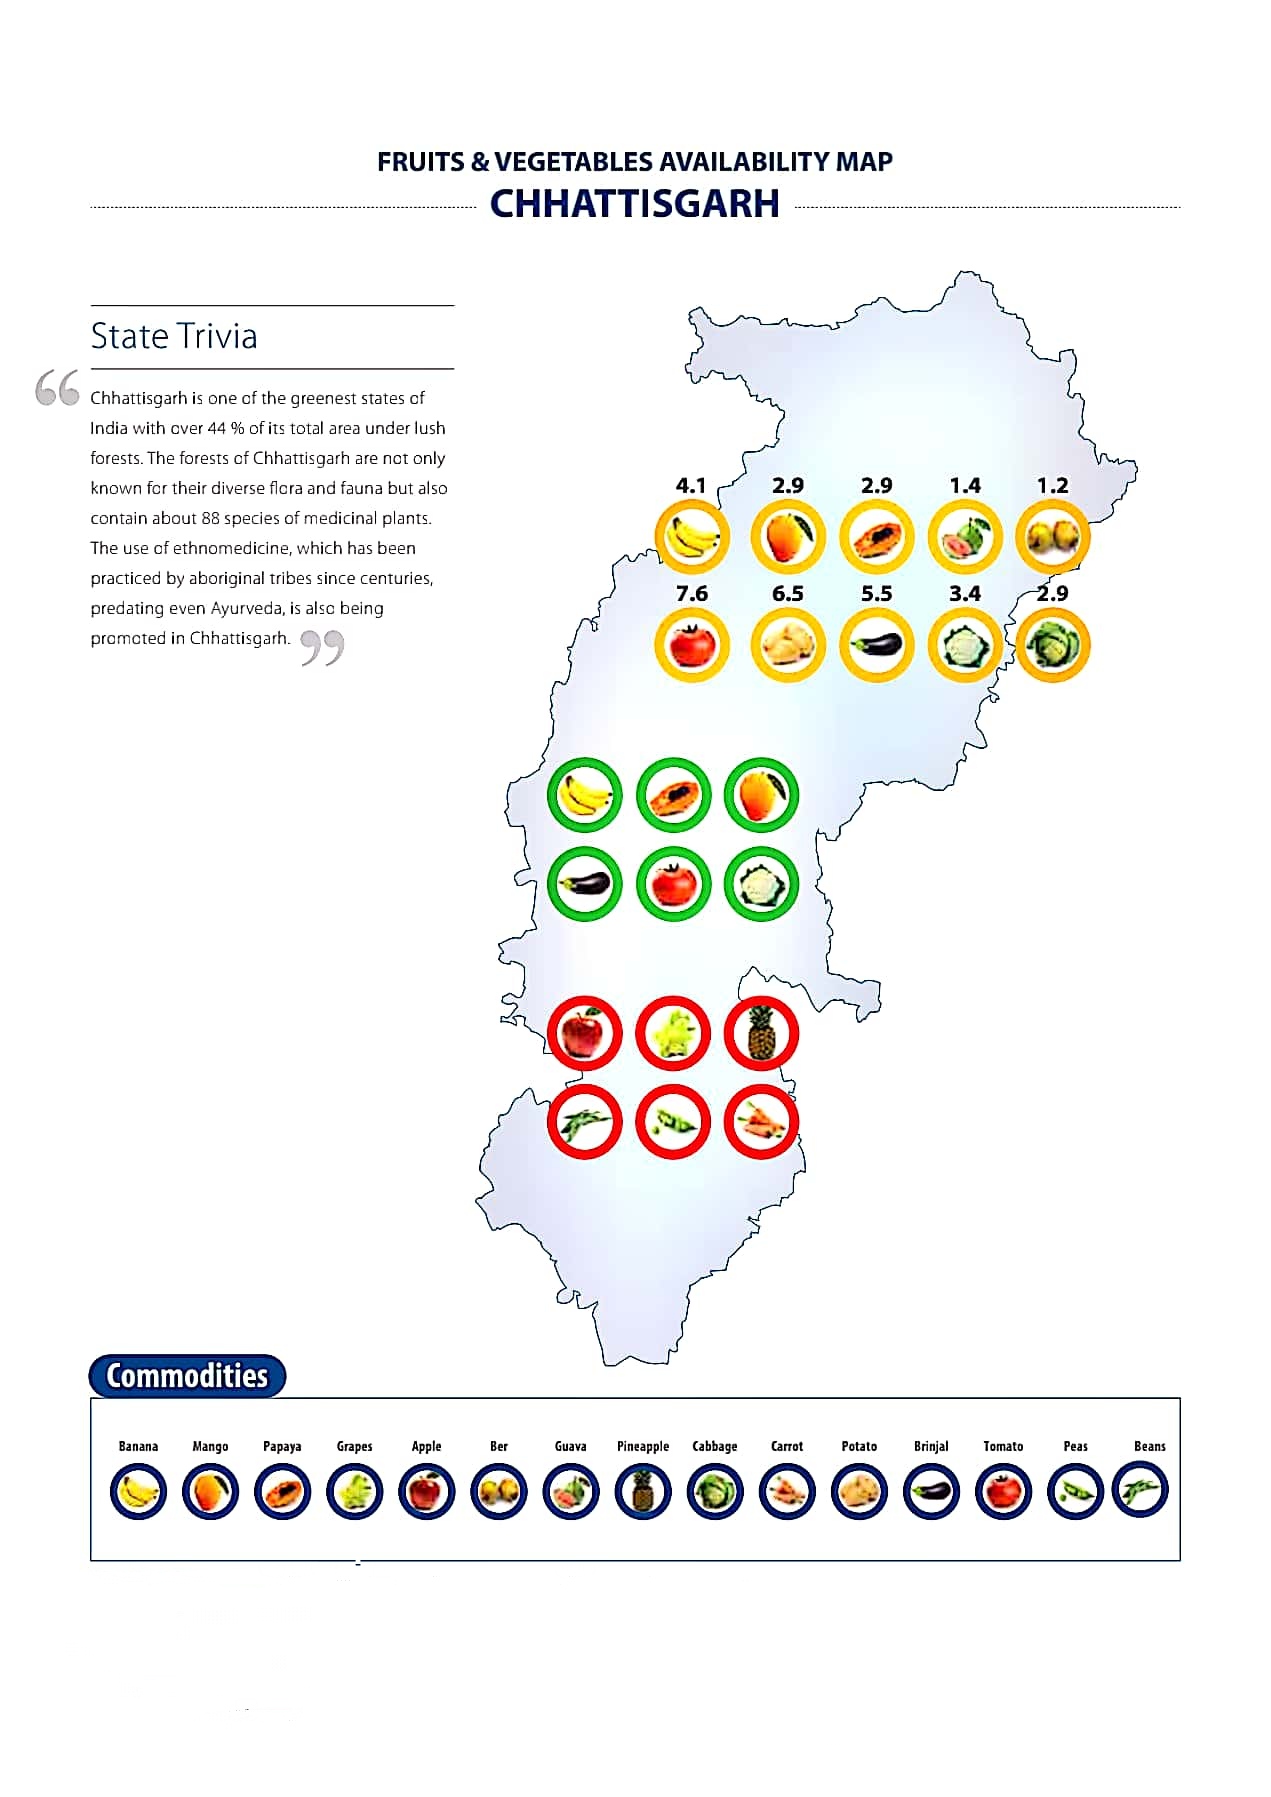 FRUITS & VEGETABLES AVAILABILITY MAP
CHHATTISGARH
State Trivia
“
Chhattisgarh is one of the greenest states of
India with over 44 % of its total area under lush
forests. The forests of Chhattisgarh are not only
known for their diverse flora and fauna but also
contain about 88 species of medicinal plants.
The use of ethnomedicine, which has been
practiced by aboriginal tribes since centuries,
predating even Ayurveda, is also being
promoted in Chhattisgarh. ”
4.1 2.9 2.9 1.4 1.2
7.6 6.5 5.5 3.4 2.9
Commodities
Banana Mango Papaya Grapes Apple Ber Guava Pineapple Cabbage Carrot Potato Brinjal Tomato Peas Beans